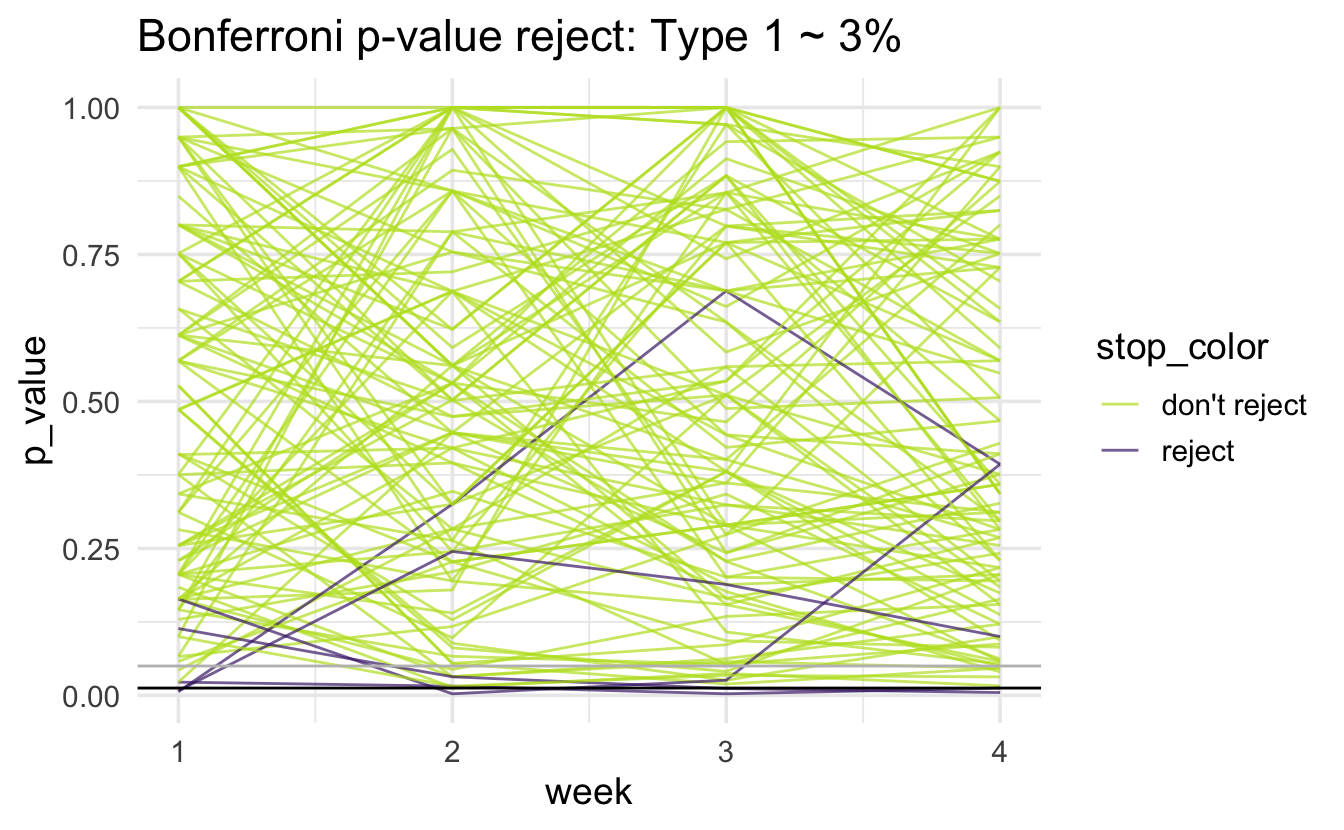 Bonferroni p-value reject: Type 1 ~ 3%
1.00
0.75
0.50
0.25
0.00
p_value
1 2 3 4
week
stop_color
don't reject
reject